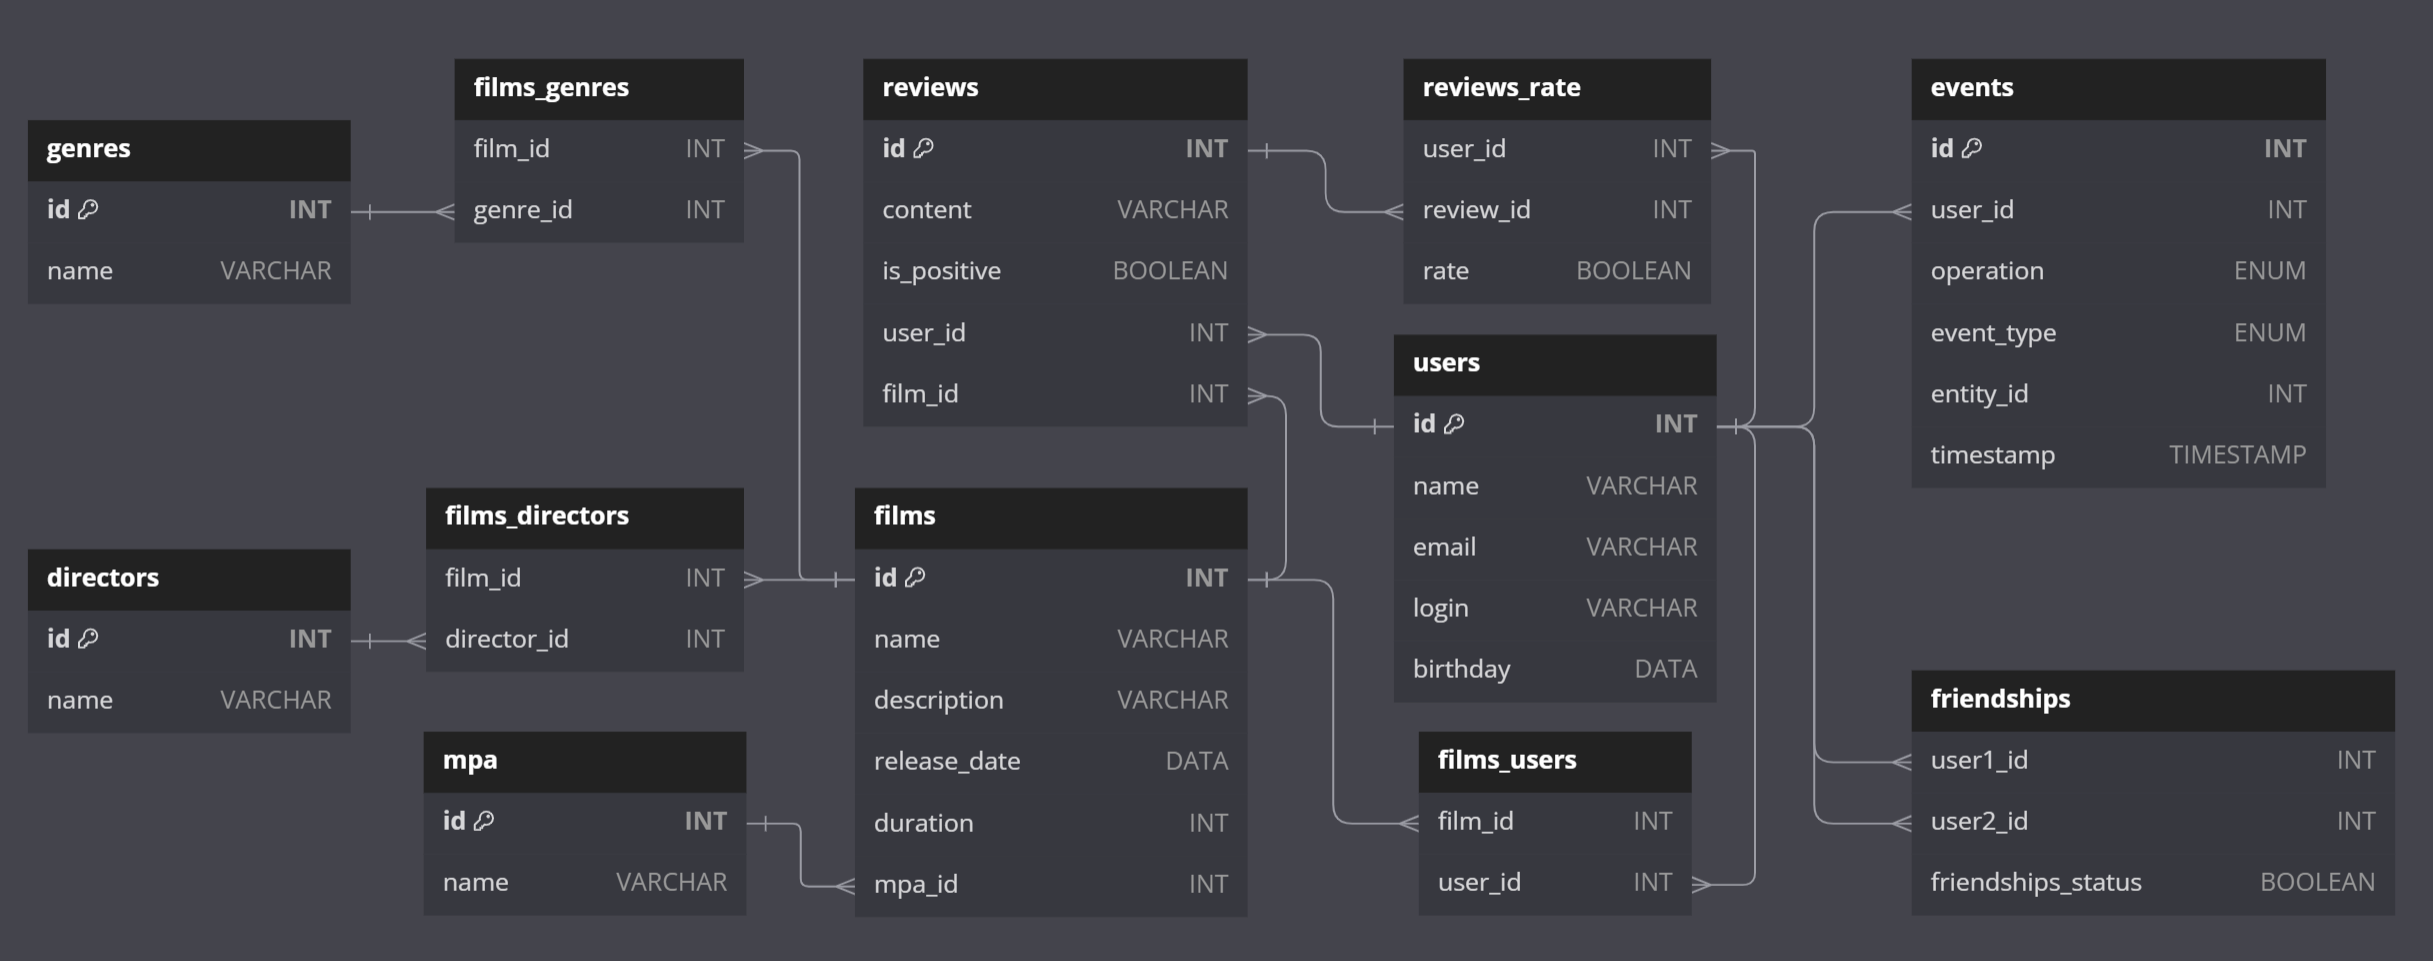 genres
id INT
name VARCHAR
films_genres
film_id INT
genre_id INT
reviews
id INT
content VARCHAR
is_positive BOOLEAN
user_id INT
film_id INT
reviews_rate
user_id INT
review_id INT
rate BOOLEAN
events
id INT
user_id INT
operation ENUM
event_type ENUM
entity_id INT
timestamp TIMESTAMP
users
id INT
name VARCHAR
email VARCHAR
login VARCHAR
birthday DATA
directors
id INT
name VARCHAR
films_directors
film_id INT
director_id INT
films
id INT
name VARCHAR
description VARCHAR
release_date DATA
duration INT
mpa_id INT
mpa
id INT
name VARCHAR
films_users
film_id INT
user_id INT
friendships
user1_id INT
user2_id INT
friendships_status BOOLEAN